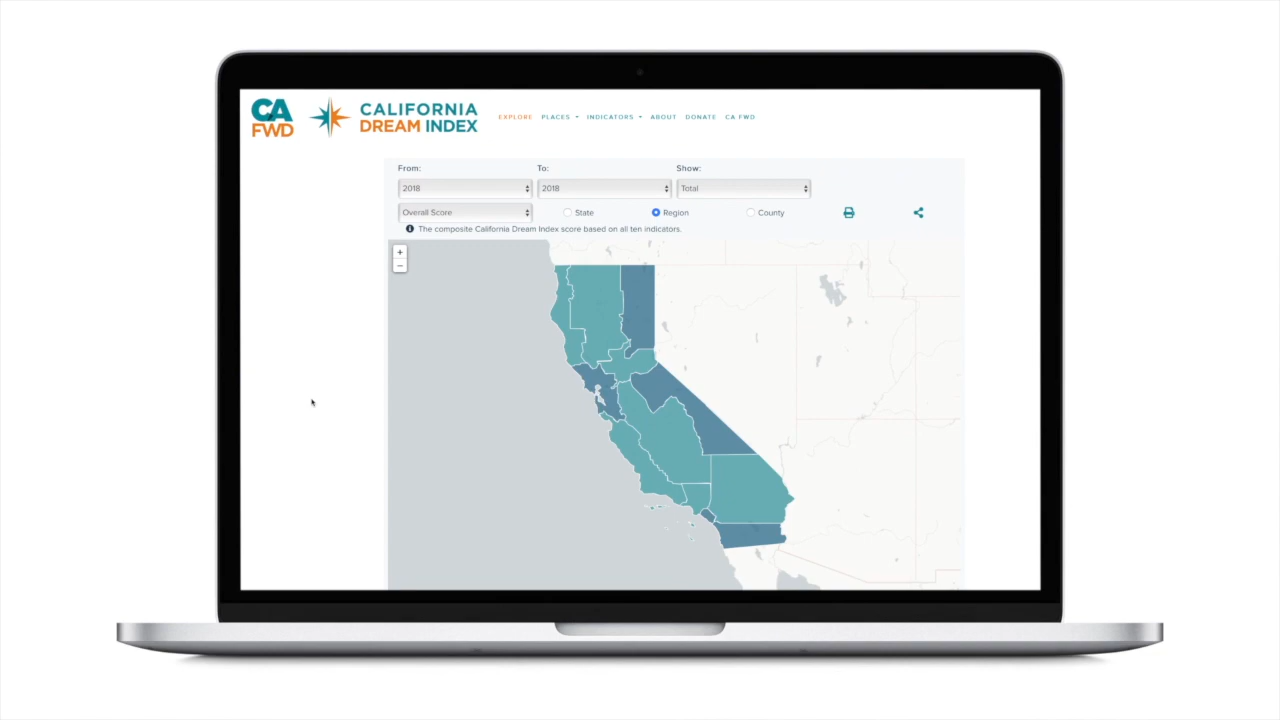 CA
FWD
CALIFORNIA
DREAM INDEX
EXPLORE PLACES INDICATORS ABOUT DONATE CA FWD
From: To: Show:
2018 2018 Total
Overall Score State Region County
The composite California Dream Index score based on all ten indicators.
+
−